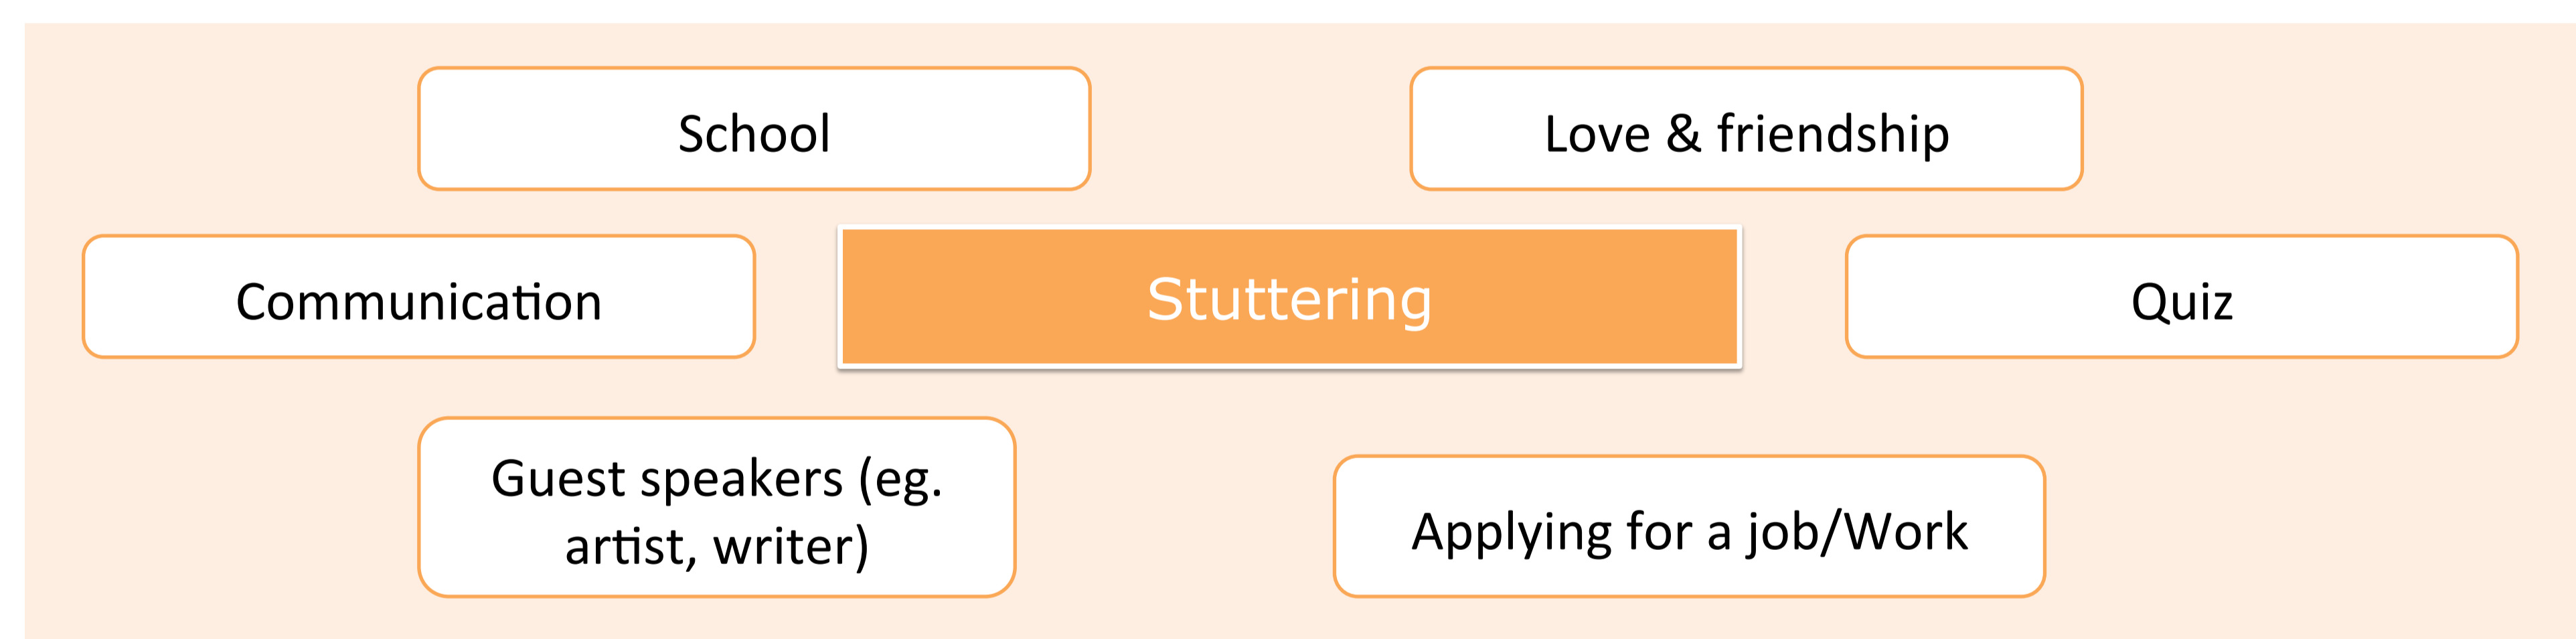 School
Love & friendship
Communication
Stuttering
Quiz
Guest speakers (eg.
artist, writer)
Applying for a job/Work